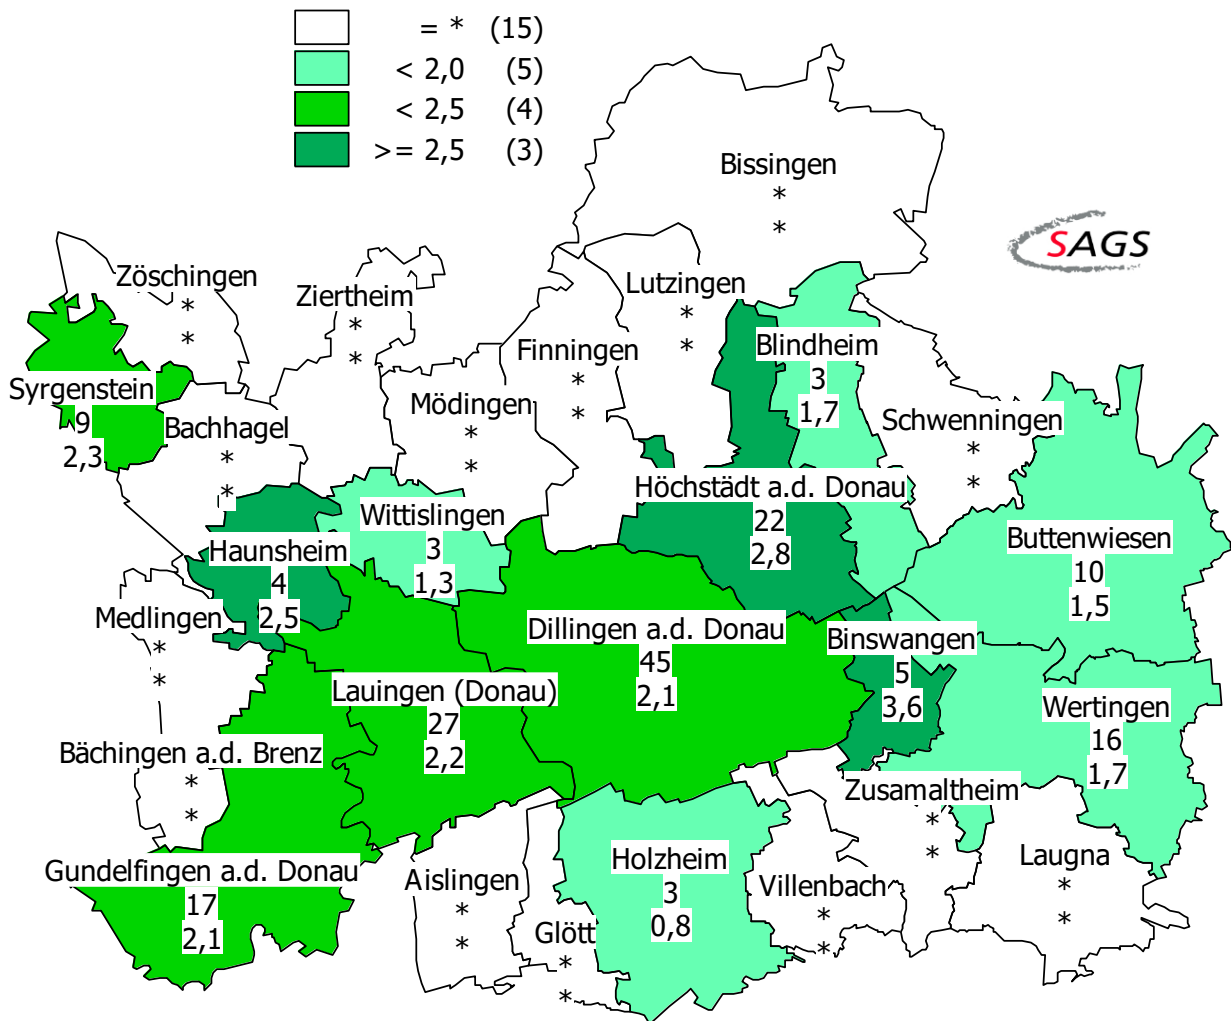 = * (15)
< 2,0 (5)
< 2,5 (4)
>= 2,5 (3)
Bissingen
*
*
SAGS
Zöschingen
*
*
Ziertheim
*
*
Lutzingen
*
*
Finningen
*
*
Blindheim
3
1,7
Syrgenstein
9
2,3
Mödingen
*
*
Bachhagel
*
*
Schwenningen
*
*
Höchstädt a.d. Donau
22
2,8
Wittislingen
3
1,3
Haunsheim
4
2,5
Buttenwiesen
10
1,5
Medlingen
*
*
Dillingen a.d. Donau
45
2,1
Binswangen
5
3,6
Lauingen (Donau)
27
2,2
Wertingen
16
1,7
Bächingen a.d. Brenz
*
*
Zusamaltheim
*
*
Gundelfingen a.d. Donau
17
2,1
Aislingen
*
*
Holzheim
3
0,8
Villenbach
*
*
Laugna
*
*
Glött
*
*